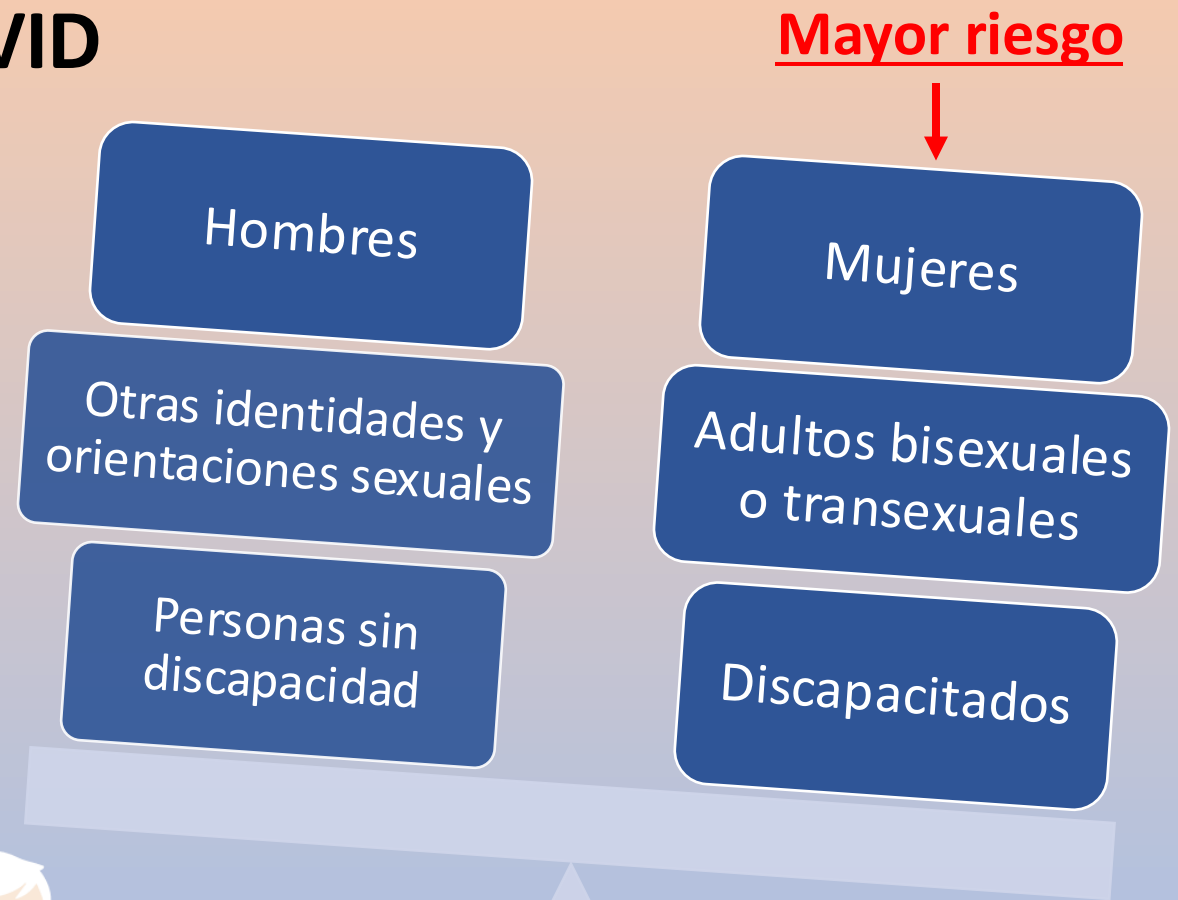 VID
Mayor riesgo
Hombres
Otras identidades y
orientaciones sexuales
Personas sin
discapacidad
Mujeres
Adultos bisexuales
o transexuales
Discapacitados